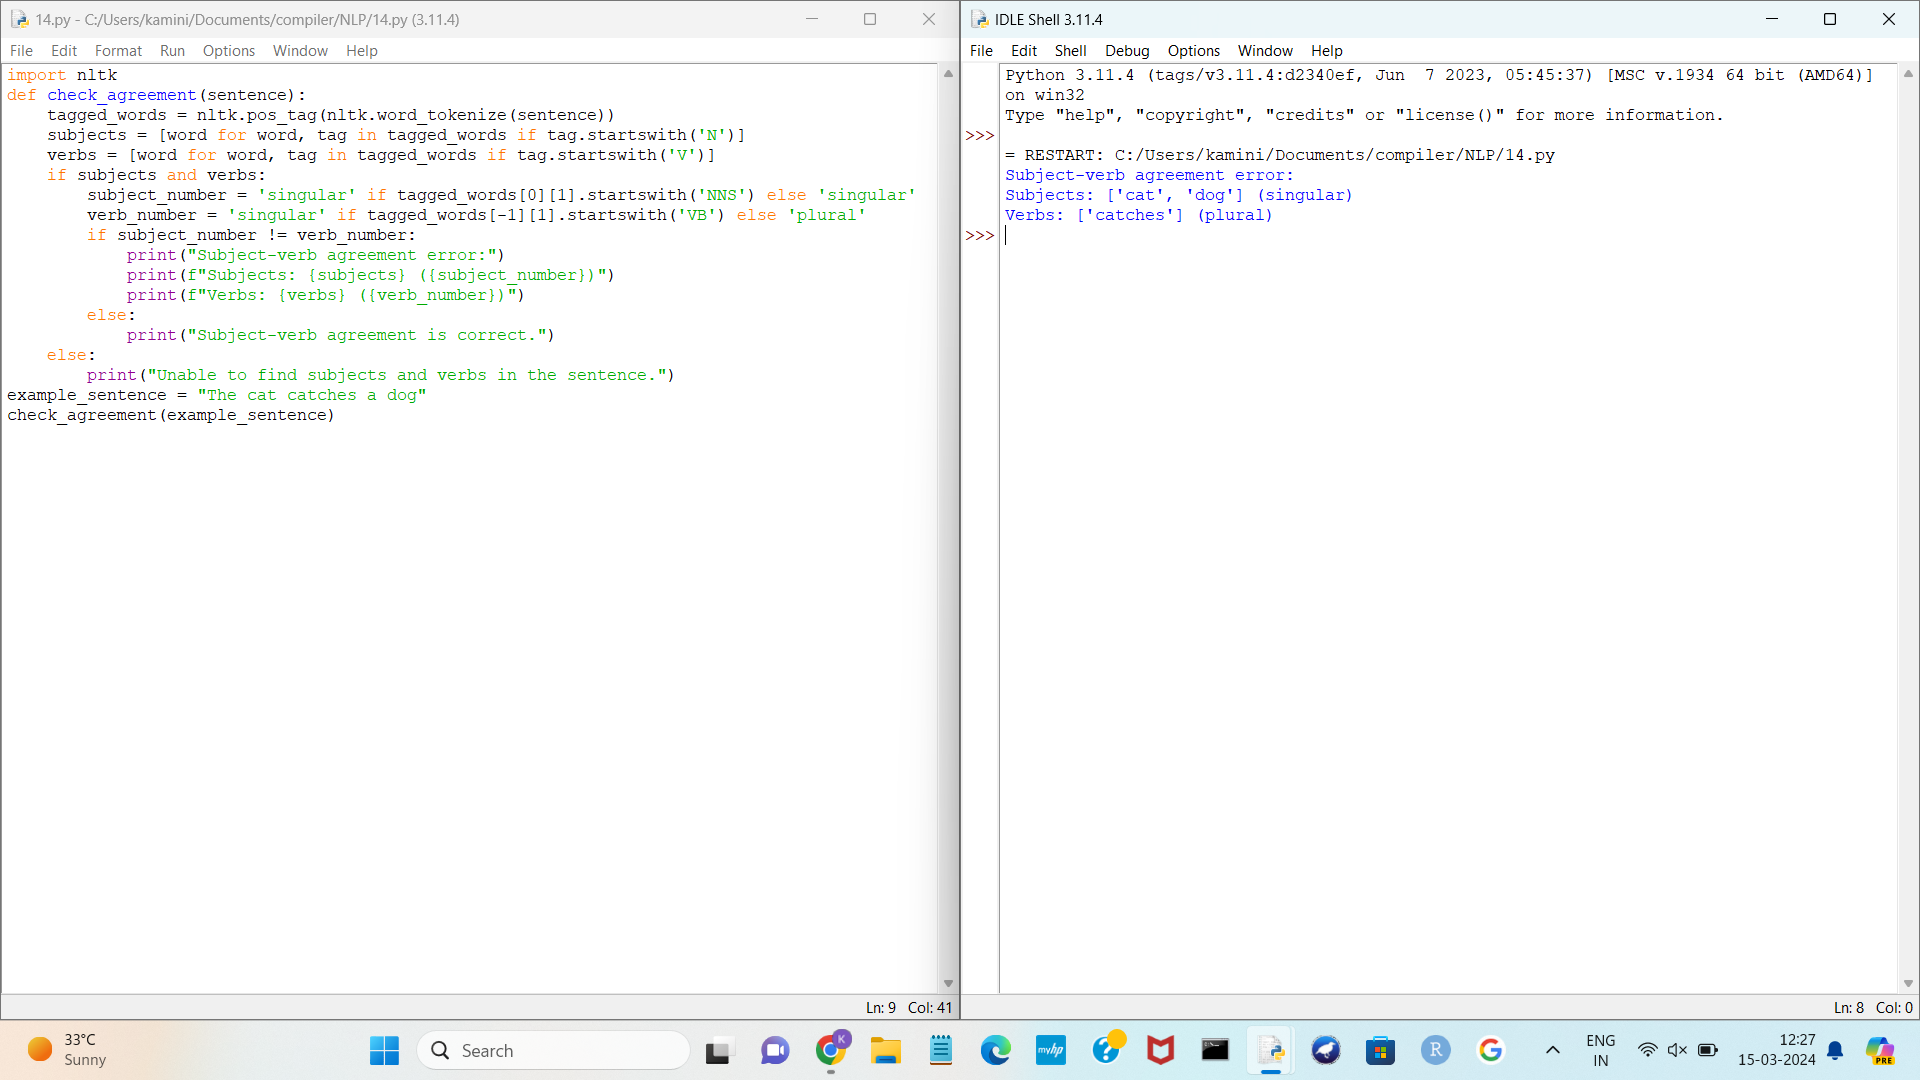 14.py - C:/Users/kamini/Documents/compiler/NLP/14.py (3.11.4)
File Edit Format Run Options Window Help
import nltk
def check_agreement(sentence):
    tagged_words = nltk.pos_tag(nltk.word_tokenize(sentence))
    subjects = [word for word, tag in tagged_words if tag.startswith('N')]
    verbs = [word for word, tag in tagged_words if tag.startswith('V')]
    if subjects and verbs:
        subject_number = 'singular' if tagged_words[0][1].startswith('NNS') else 'singular'
        verb_number = 'singular' if tagged_words[-1][1].startswith('VB') else 'plural'
        if subject_number != verb_number:
            print("Subject-verb agreement error:")
            print(f"Subjects: {subjects} ({subject_number})")
            print(f"Verbs: {verbs} ({verb_number})")
        else:
            print("Subject-verb agreement is correct.")
    else:
        print("Unable to find subjects and verbs in the sentence.")
example_sentence = "The cat catches a dog"
check_agreement(example_sentence)
Ln: 9 Col: 41
IDLE Shell 3.11.4
File Edit Shell Debug Options Window Help
Python 3.11.4 (tags/v3.11.4:d2340ef, Jun  7 2023, 05:45:37) [MSC v.1934 64 bit (AMD64)]
on win32
Type "help", "copyright", "credits" or "license()" for more information.
>>>
= RESTART: C:/Users/kamini/Documents/compiler/NLP/14.py
Subject-verb agreement error:
Subjects: ['cat', 'dog'] (singular)
Verbs: ['catches'] (plural)
>>>
Ln: 8 Col: 0
33°C
Sunny
Search
K
myhp
?
R
G
ENG
IN
12:27
15-03-2024
PRE